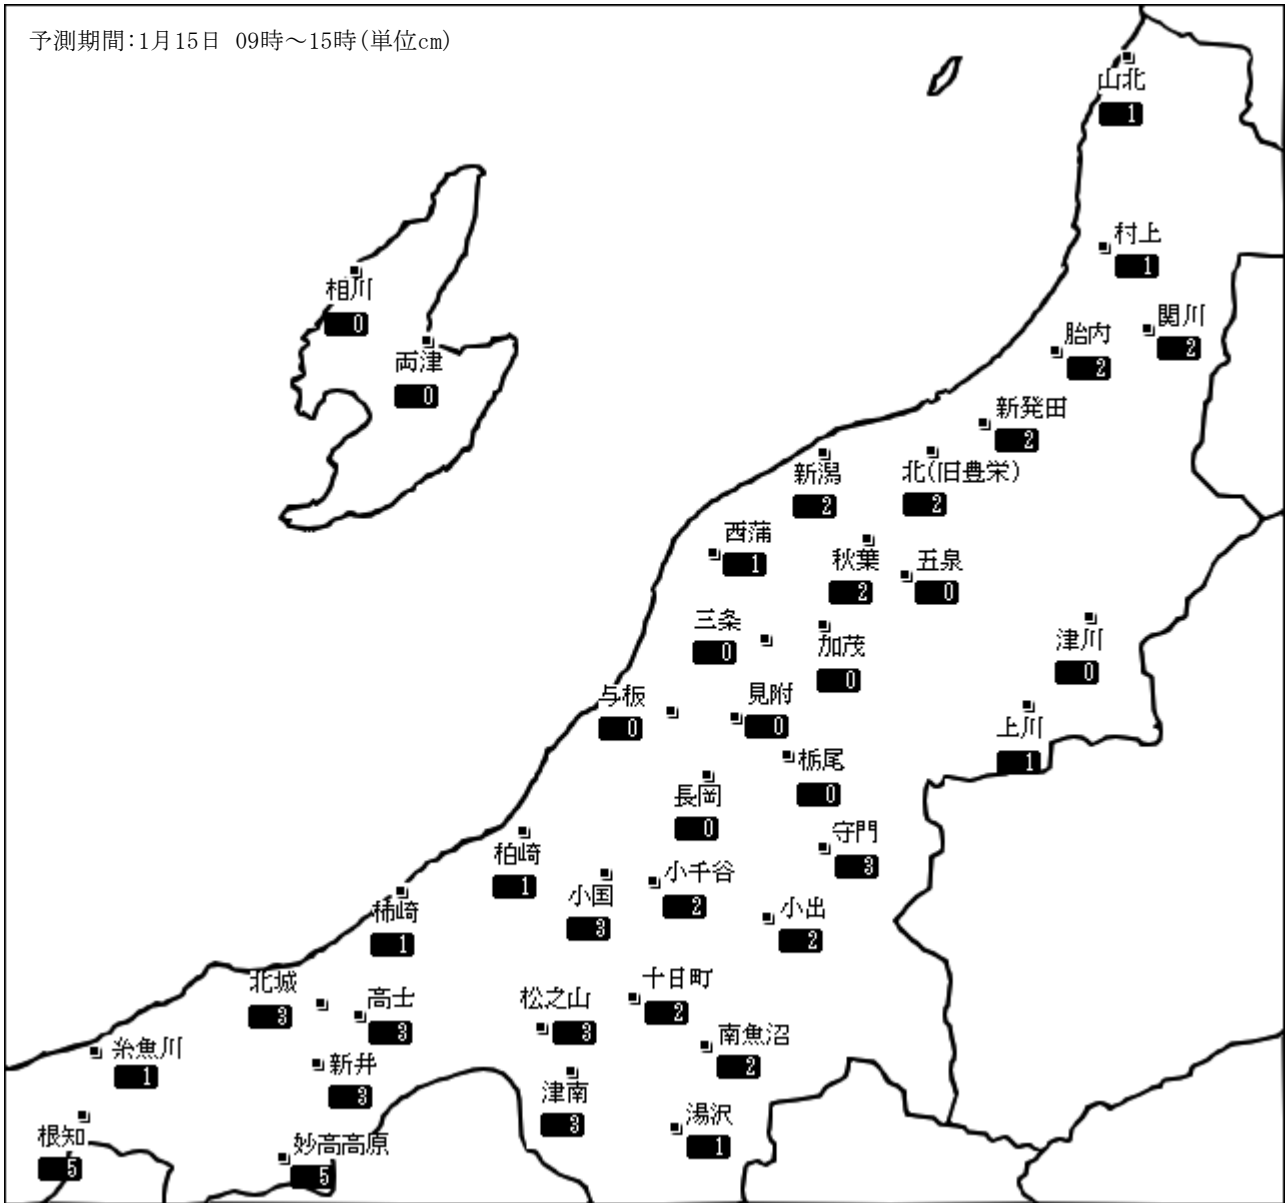 予測期間:1月15日 09時～15時(単位cm)
山北
1
村上
1
関川
2
胎内
2
相川
0
両津
0
新発田
2
新潟
2
北(旧豊栄)
2
西蒲
1
秋葉
2
五泉
0
三条
0
加茂
0
津川
0
与板
0
見附
0
上川
1
栃尾
0
長岡
0
守門
3
柏崎
1
小国
3
小千谷
2
小出
2
柿崎
1
北城
3
高士
3
松之山
3
十日町
2
南魚沼
2
糸魚川
1
新井
3
津南
3
湯沢
1
根知
5
妙高高原
5